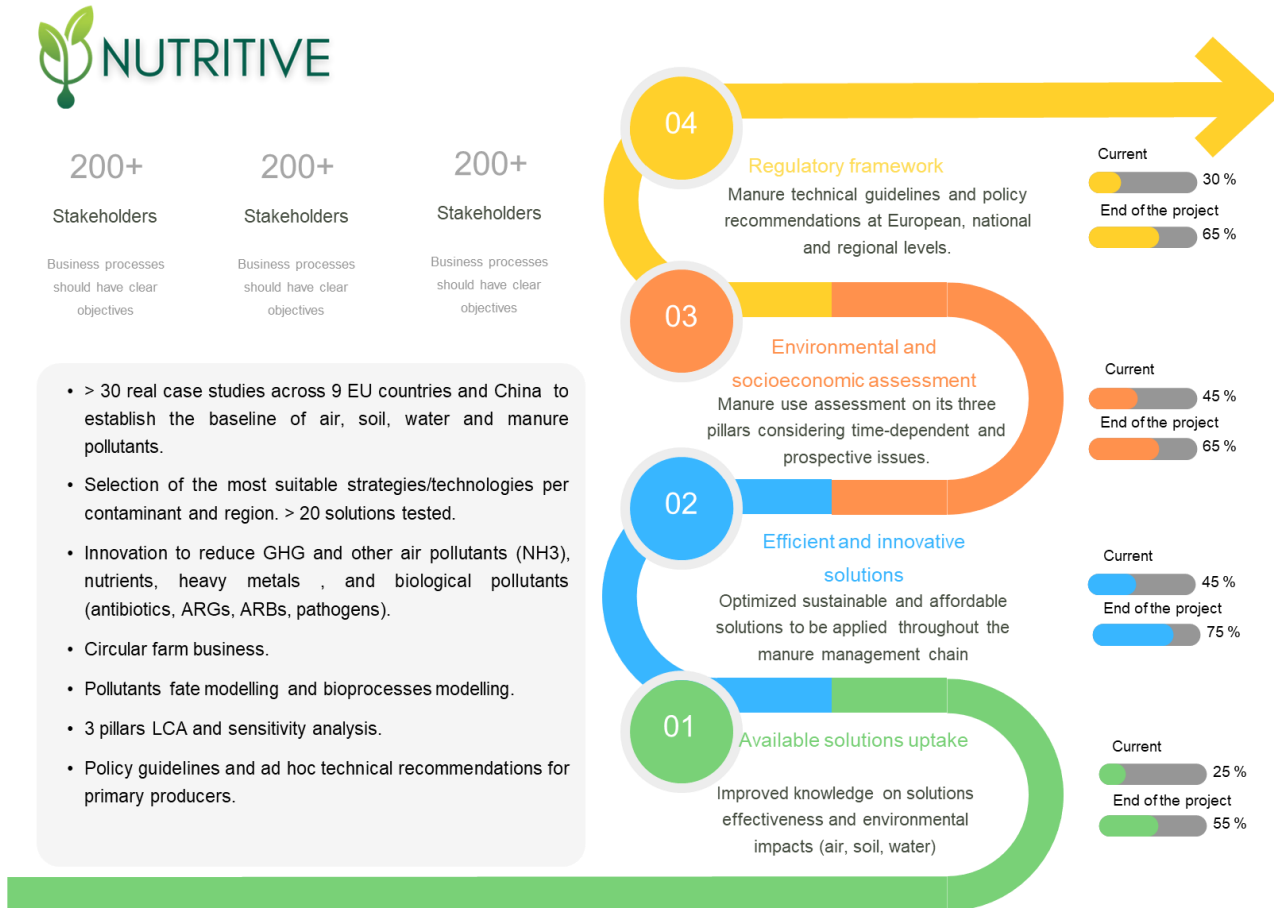 NUTRITIVE
200+
Stakeholders
Business processes
should have clear
objectives
200+
Stakeholders
Business processes
should have clear
objectives
200+
Stakeholders
Business processes
should have clear
objectives
• > 30 real case studies across 9 EU countries and China to
establish the baseline of air, soil, water and manure
pollutants.
• Selection of the most suitable strategies/technologies per
contaminant and region. > 20 solutions tested.
• Innovation to reduce GHG and other air pollutants (NH3),
nutrients, heavy metals , and biological pollutants
(antibiotics, ARGs, ARBs, pathogens).
• Circular farm business.
• Pollutants fate modelling and bioprocesses modelling.
• 3 pillars LCA and sensitivity analysis.
• Policy guidelines and ad hoc technical recommendations for
primary producers.
04
Regulatory framework
Manure technical guidelines and policy
recommendations at European, national
and regional levels.
Current
30 %
End of the project
65 %
03
Environmental and
socioeconomic assessment
Manure use assessment on its three
pillars considering time-dependent and
prospective issues.
Current
45 %
End of the project
65 %
02
Efficient and innovative
solutions
Optimized sustainable and affordable
solutions to be applied throughout the
manure management chain
Current
45 %
End of the project
75 %
01
Available solutions uptake
Improved knowledge on solutions
effectiveness and environmental
impacts (air, soil, water)
Current
25 %
End of the project
55 %